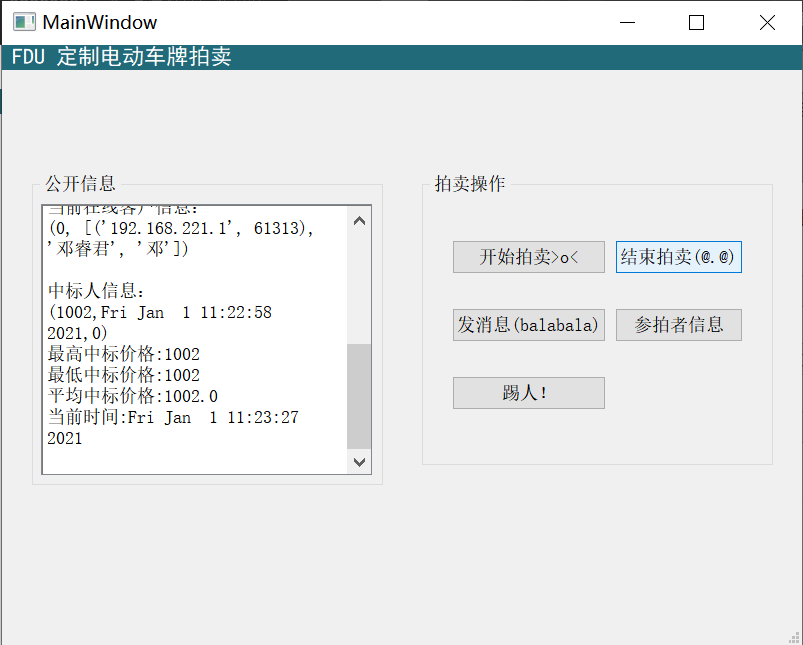 MainWindow
FDU 定制电动车牌拍卖
公开信息
当前在线客户信息:
(0, [('192.168.221.1', 61313),
'邓睿君', '邓'])
中标人信息:
(1002,Fri Jan  1 11:22:58
2021,0)
最高中标价格:1002
最低中标价格:1002
平均中标价格:1002.0
当前时间:Fri Jan  1 11:23:27
2021
拍卖操作
开始拍卖>o<
结束拍卖(@.@)
发消息(balabala)
参拍者信息
踢人!